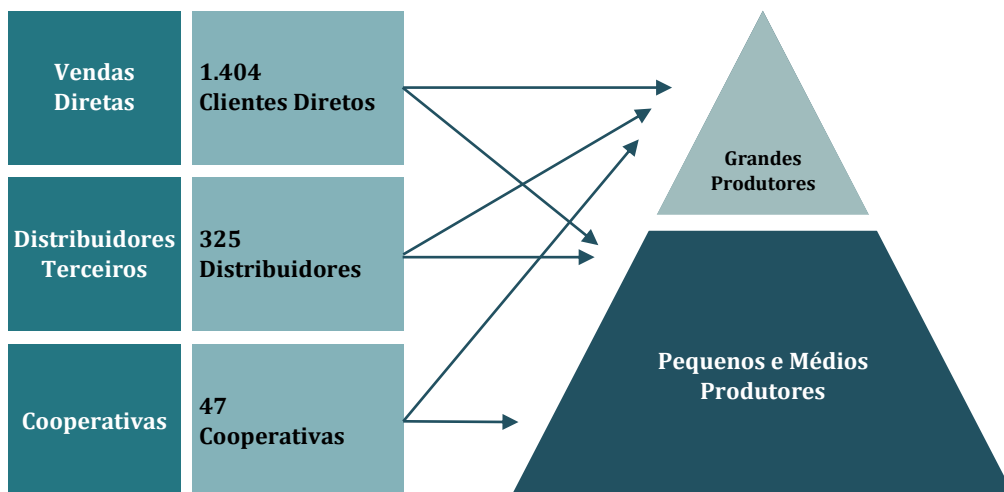 Vendas
Diretas
1.404
Clientes Diretos
Grandes
Produtores
Distribuidores
Terceiros
325
Distribuidores
Pequenos e Médios
Produtores
Cooperativas
47
Cooperativas